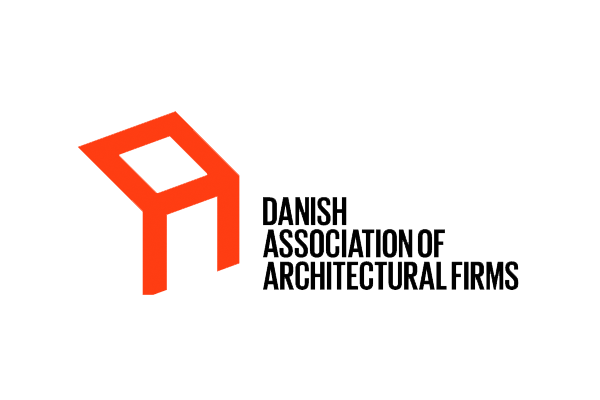 DANISH
ASSOCIATION OF
ARCHITECTURAL FIRMS